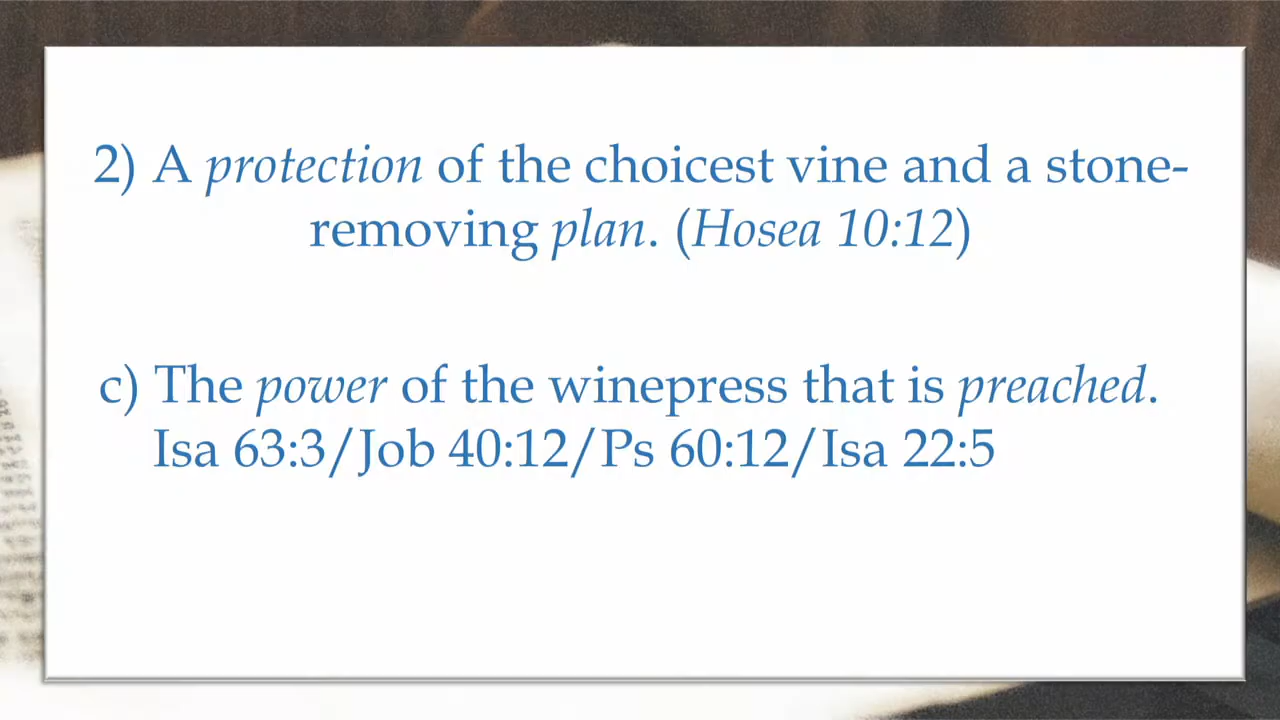 2) A protection of the choicest vine and a stone-
removing plan. (Hosea 10:12)
c) The power of the winepress that is preached.
Isa 63:3/Job 40:12/Ps 60:12/Isa 22:5